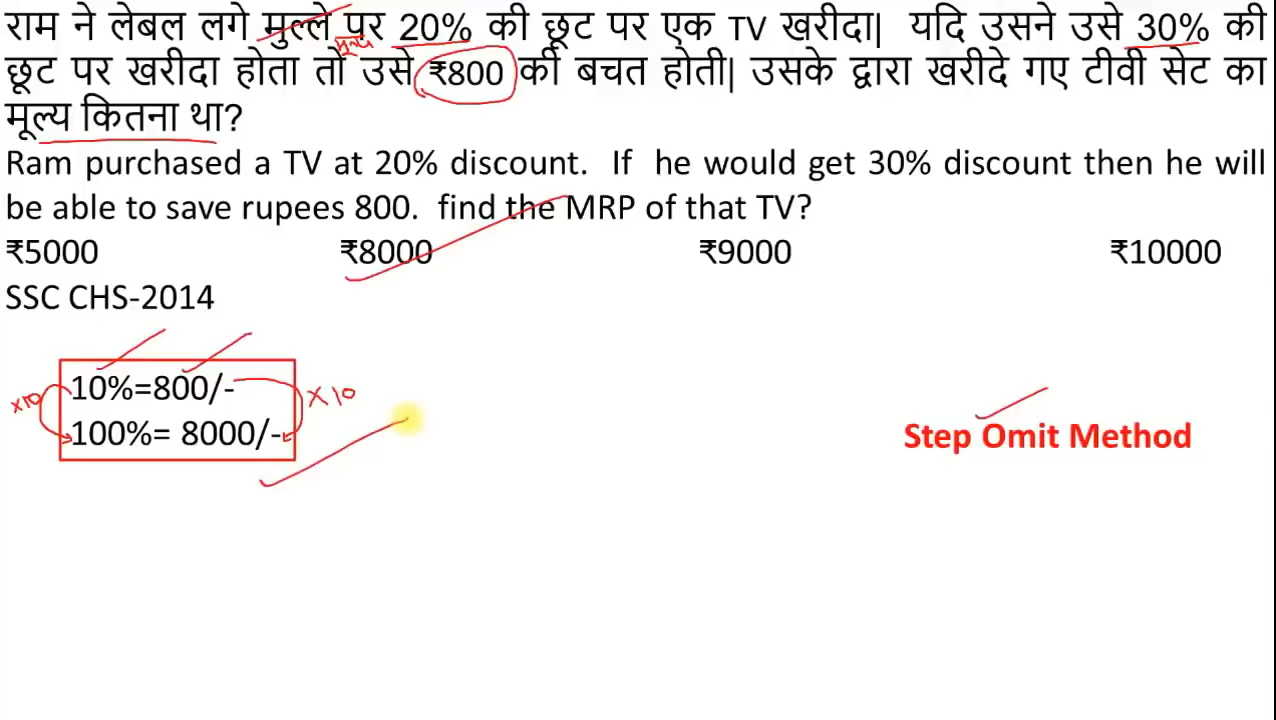 राम ने लेबल लगे मुल्ले पर 20% की छूट पर एक TV खरीदा| यदि उसने उसे 30% की
मूल्य
छूट पर खरीदा होता तो उसे ₹800 की बचत होती| उसके द्वारा खरीदे गए टीवी सेट का
मूल्य कितना था?
Ram purchased a TV at 20% discount. If he would get 30% discount then he will
be able to save rupees 800. find the MRP of that TV?
₹5000 ₹8000 ₹9000 ₹10000
SSC CHS-2014
10%=800/-
×10 ×10
100%= 8000/-
Step Omit Method